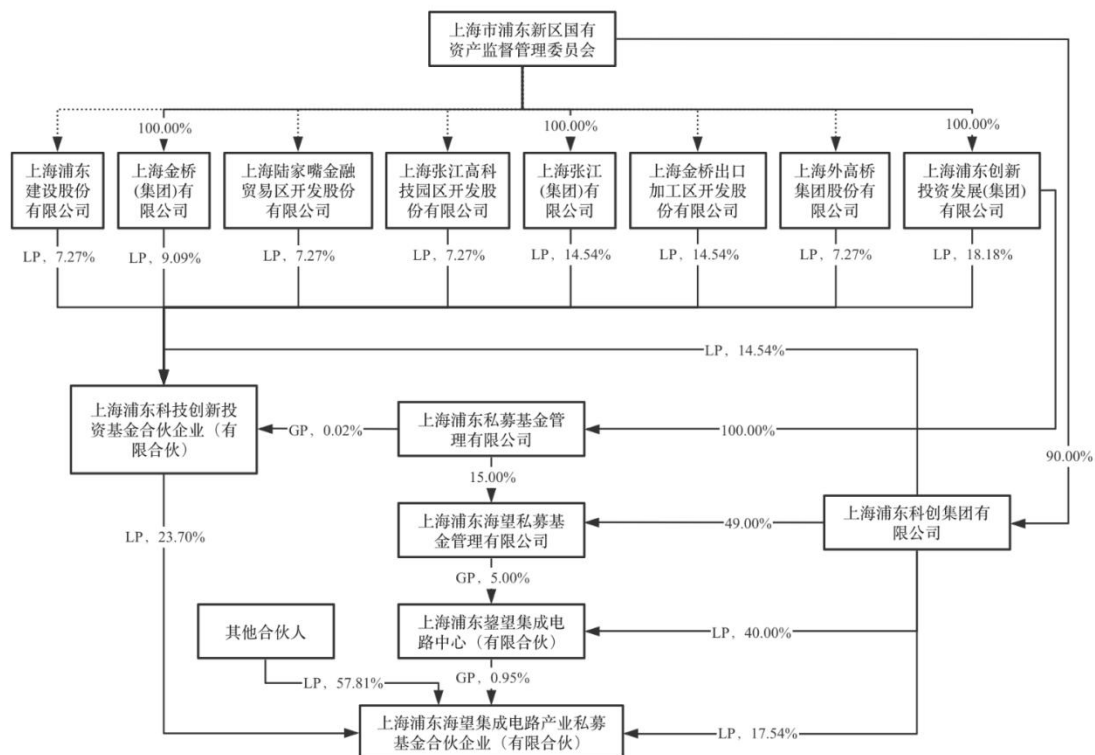 上海市浦东新区国有
资产监督管理委员会
100.00%
100.00%
100.00%
上海浦东
建设股份
有限公司
上海金桥
(集团)有
限公司
上海陆家嘴金融
贸易区开发股份
有限公司
上海张江高科
技园区开发股
份有限公司
上海张江
(集团)有
限公司
上海金桥出口
加工区开发股
份有限公司
上海外高桥
集团股份有
限公司
上海浦东创新
投资发展(集团)
有限公司
LP，7.27%
LP，9.09%
LP，7.27%
LP，7.27%
LP，14.54%
LP，14.54%
LP，7.27%
LP，18.18%
LP，14.54%
上海浦东科技创新投
资基金合伙企业（有
限合伙）
GP，0.02%
上海浦东私募基金管
理有限公司
100.00%
90.00%
15.00%
LP，23.70%
上海浦东海望私募基
金管理有限公司
49.00%
上海浦东科创集团有
限公司
GP，5.00%
其他合伙人
上海浦东鋆望集成电
路中心（有限合伙）
LP，40.00%
LP，57.81%
GP，0.95%
上海浦东海望集成电路产业私募
基金合伙企业（有限合伙）
LP，17.54%